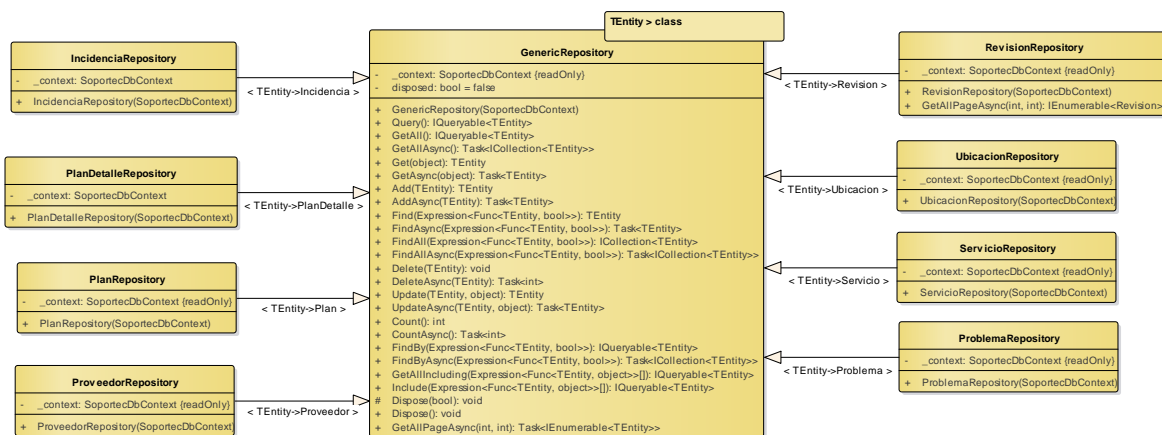 IncidenciaRepository
- _context: SoportecDbContext
+ IncidenciaRepository(SoportecDbContext)
< TEntity->Incidencia >
PlanDetalleRepository
- _context: SoportecDbContext
+ PlanDetalleRepository(SoportecDbContext)
< TEntity->PlanDetalle >
PlanRepository
- _context: SoportecDbContext {readOnly}
+ PlanRepository(SoportecDbContext)
< TEntity->Plan >
ProveedorRepository
- _context: SoportecDbContext {readOnly}
+ ProveedorRepository(SoportecDbContext)
< TEntity->Proveedor >
TEntity > class
GenericRepository
- _context: SoportecDbContext {readOnly}
- disposed: bool = false
+ GenericRepository(SoportecDbContext)
+ Query(): IQueryable<TEntity>
+ GetAll(): IQueryable<TEntity>
+ GetAllAsync(): Task<ICollection<TEntity>>
+ Get(object): TEntity
+ GetAsync(object): Task<TEntity>
+ Add(TEntity): TEntity
+ AddAsync(TEntity): Task<TEntity>
+ Find(Expression<Func<TEntity, bool>>): TEntity
+ FindAsync(Expression<Func<TEntity, bool>>): Task<TEntity>
+ FindAll(Expression<Func<TEntity, bool>>): ICollection<TEntity>
+ FindAllAsync(Expression<Func<TEntity, bool>>): Task<ICollection<TEntity>>
+ Delete(TEntity): void
+ DeleteAsync(TEntity): Task<int>
+ Update(TEntity, object): TEntity
+ UpdateAsync(TEntity, object): Task<TEntity>
+ Count(): int
+ CountAsync(): Task<int>
+ FindBy(Expression<Func<TEntity, bool>>): IQueryable<TEntity>
+ FindByAsync(Expression<Func<TEntity, bool>>): Task<ICollection<TEntity>>
+ GetAllIncluding(Expression<Func<TEntity, object>>[]): IQueryable<TEntity>
+ Include(Expression<Func<TEntity, object>>[]): IQueryable<TEntity>
# Dispose(bool): void
+ Dispose(): void
+ GetAllPageAsync(int, int): Task<IEnumerable<TEntity>>
RevisionRepository
- _context: SoportecDbContext {readOnly}
+ RevisionRepository(SoportecDbContext)
+ GetAllPageAsync(int, int): IEnumerable<Revision>
< TEntity->Revision >
UbicacionRepository
- _context: SoportecDbContext {readOnly}
+ UbicacionRepository(SoportecDbContext)
< TEntity->Ubicacion >
ServicioRepository
- _context: SoportecDbContext {readOnly}
+ ServicioRepository(SoportecDbContext)
< TEntity->Servicio >
ProblemaRepository
- _context: SoportecDbContext {readOnly}
+ ProblemaRepository(SoportecDbContext)
< TEntity->Problema >